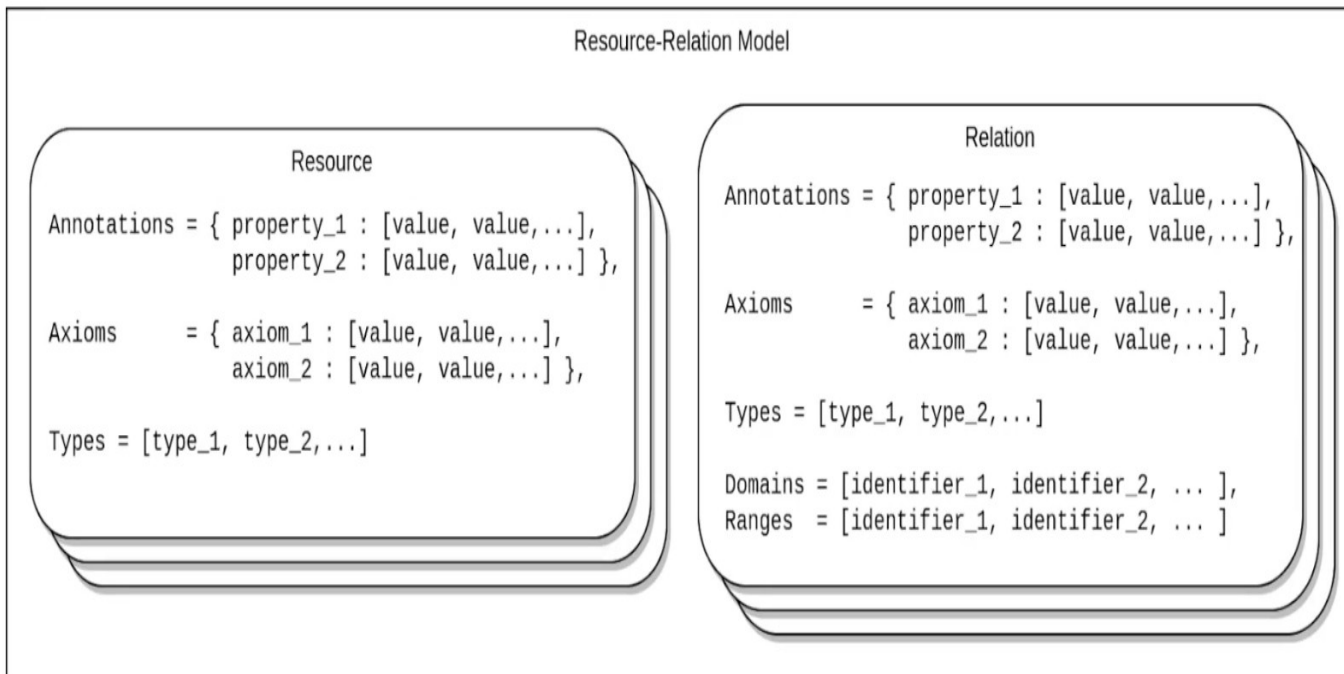 Resource-Relation Model
Resource
Annotations = { property_1 : [value, value,...],
property_2 : [value, value,...] },
Axioms = { axiom_1 : [value, value,...],
axiom_2 : [value, value,...] },
Types = [type_1, type_2,...]
Relation
Annotations = { property_1 : [value, value,...],
property_2 : [value, value,...] },
Axioms = { axiom_1 : [value, value,...],
axiom_2 : [value, value,...] },
Types = [type_1, type_2,...]
Domains = [identifier_1, identifier_2, ... ],
Ranges = [identifier_1, identifier_2, ... ]